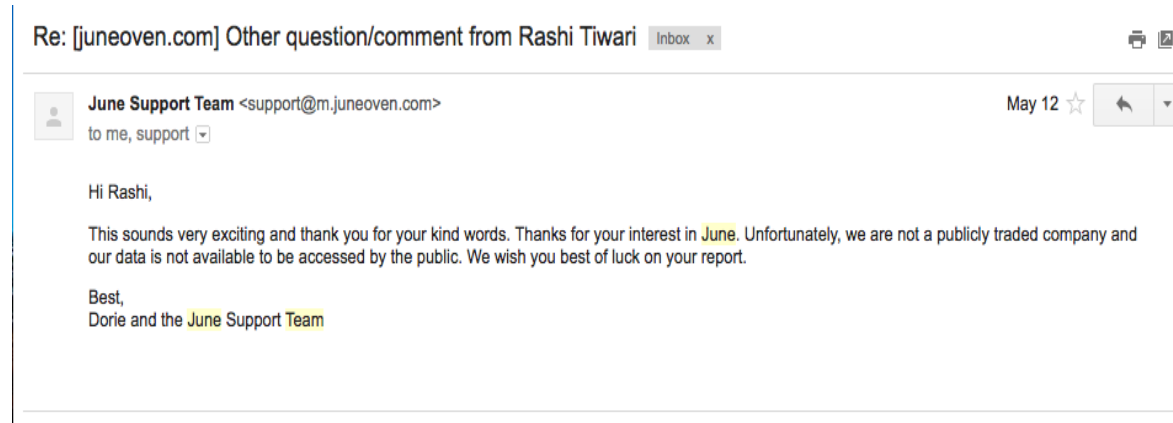 Re: [juneoven.com] Other question/comment from Rashi Tiwari Inbox x
June Support Team <support@m.juneoven.com> May 12
to me, support
Hi Rashi,
This sounds very exciting and thank you for your kind words. Thanks for your interest in June. Unfortunately, we are not a publicly traded company and
our data is not available to be accessed by the public. We wish you best of luck on your report.
Best,
Dorie and the June Support Team